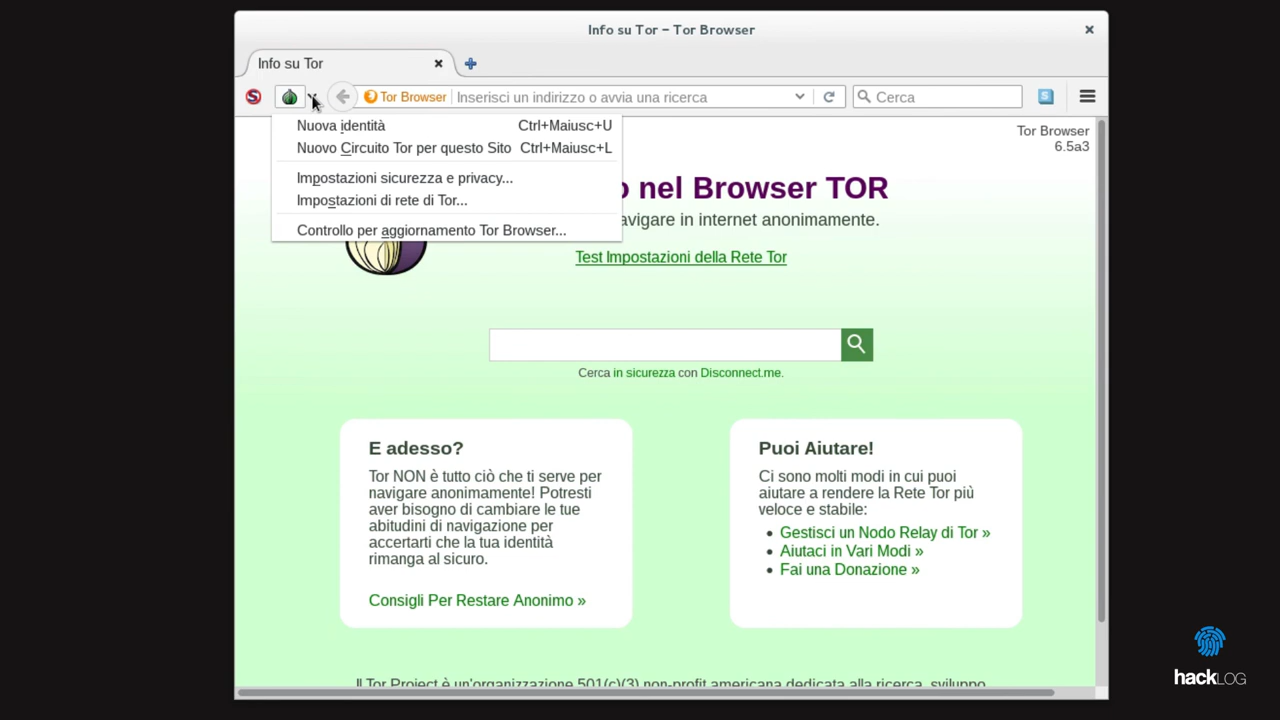 Info su Tor – Tor Browser
Info su Tor
Tor Browser
Inserisci un indirizzo o avvia una ricerca
Cerca
Nuova identità Ctrl+Maiusc+U
Nuovo Circuito Tor per questo Sito Ctrl+Maiusc+L
Impostazioni sicurezza e privacy...
Impostazioni di rete di Tor...
Controllo per aggiornamento Tor Browser...
Tor Browser
6.5a3
nel Browser TOR
navigare in internet anonimamente.
Test Impostazioni della Rete Tor
Cerca in sicurezza con Disconnect.me.
E adesso?
Tor NON è tutto ciò che ti serve per
navigare anonimamente! Potresti
aver bisogno di cambiare le tue
abitudini di navigazione per
accertarti che la tua identità
rimanga al sicuro.
Consigli Per Restare Anonimo »
Puoi Aiutare!
Ci sono molti modi in cui puoi
aiutare a rendere la Rete Tor più
veloce e stabile:
Gestisci un Nodo Relay di Tor »
Aiutaci in Vari Modi »
Fai una Donazione »
Il Tor Project è un'organizzazione 501(c)(3) non-profit americana dedicata alla ricerca, sviluppo
hackLOG